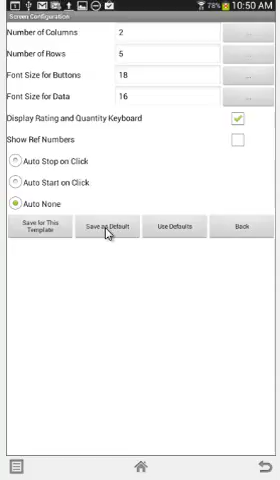 78% 10:50 AM
Screen Configuration
Number of Columns 2 ...
Number of Rows 5 ...
Font Size for Buttons 18 ...
Font Size for Data 16 ...
Display Rating and Quantity Keyboard
Show Ref Numbers
Auto Stop on Click
Auto Start on Click
Auto None
Save for This
Template
Save as Default
Use Defaults
Back